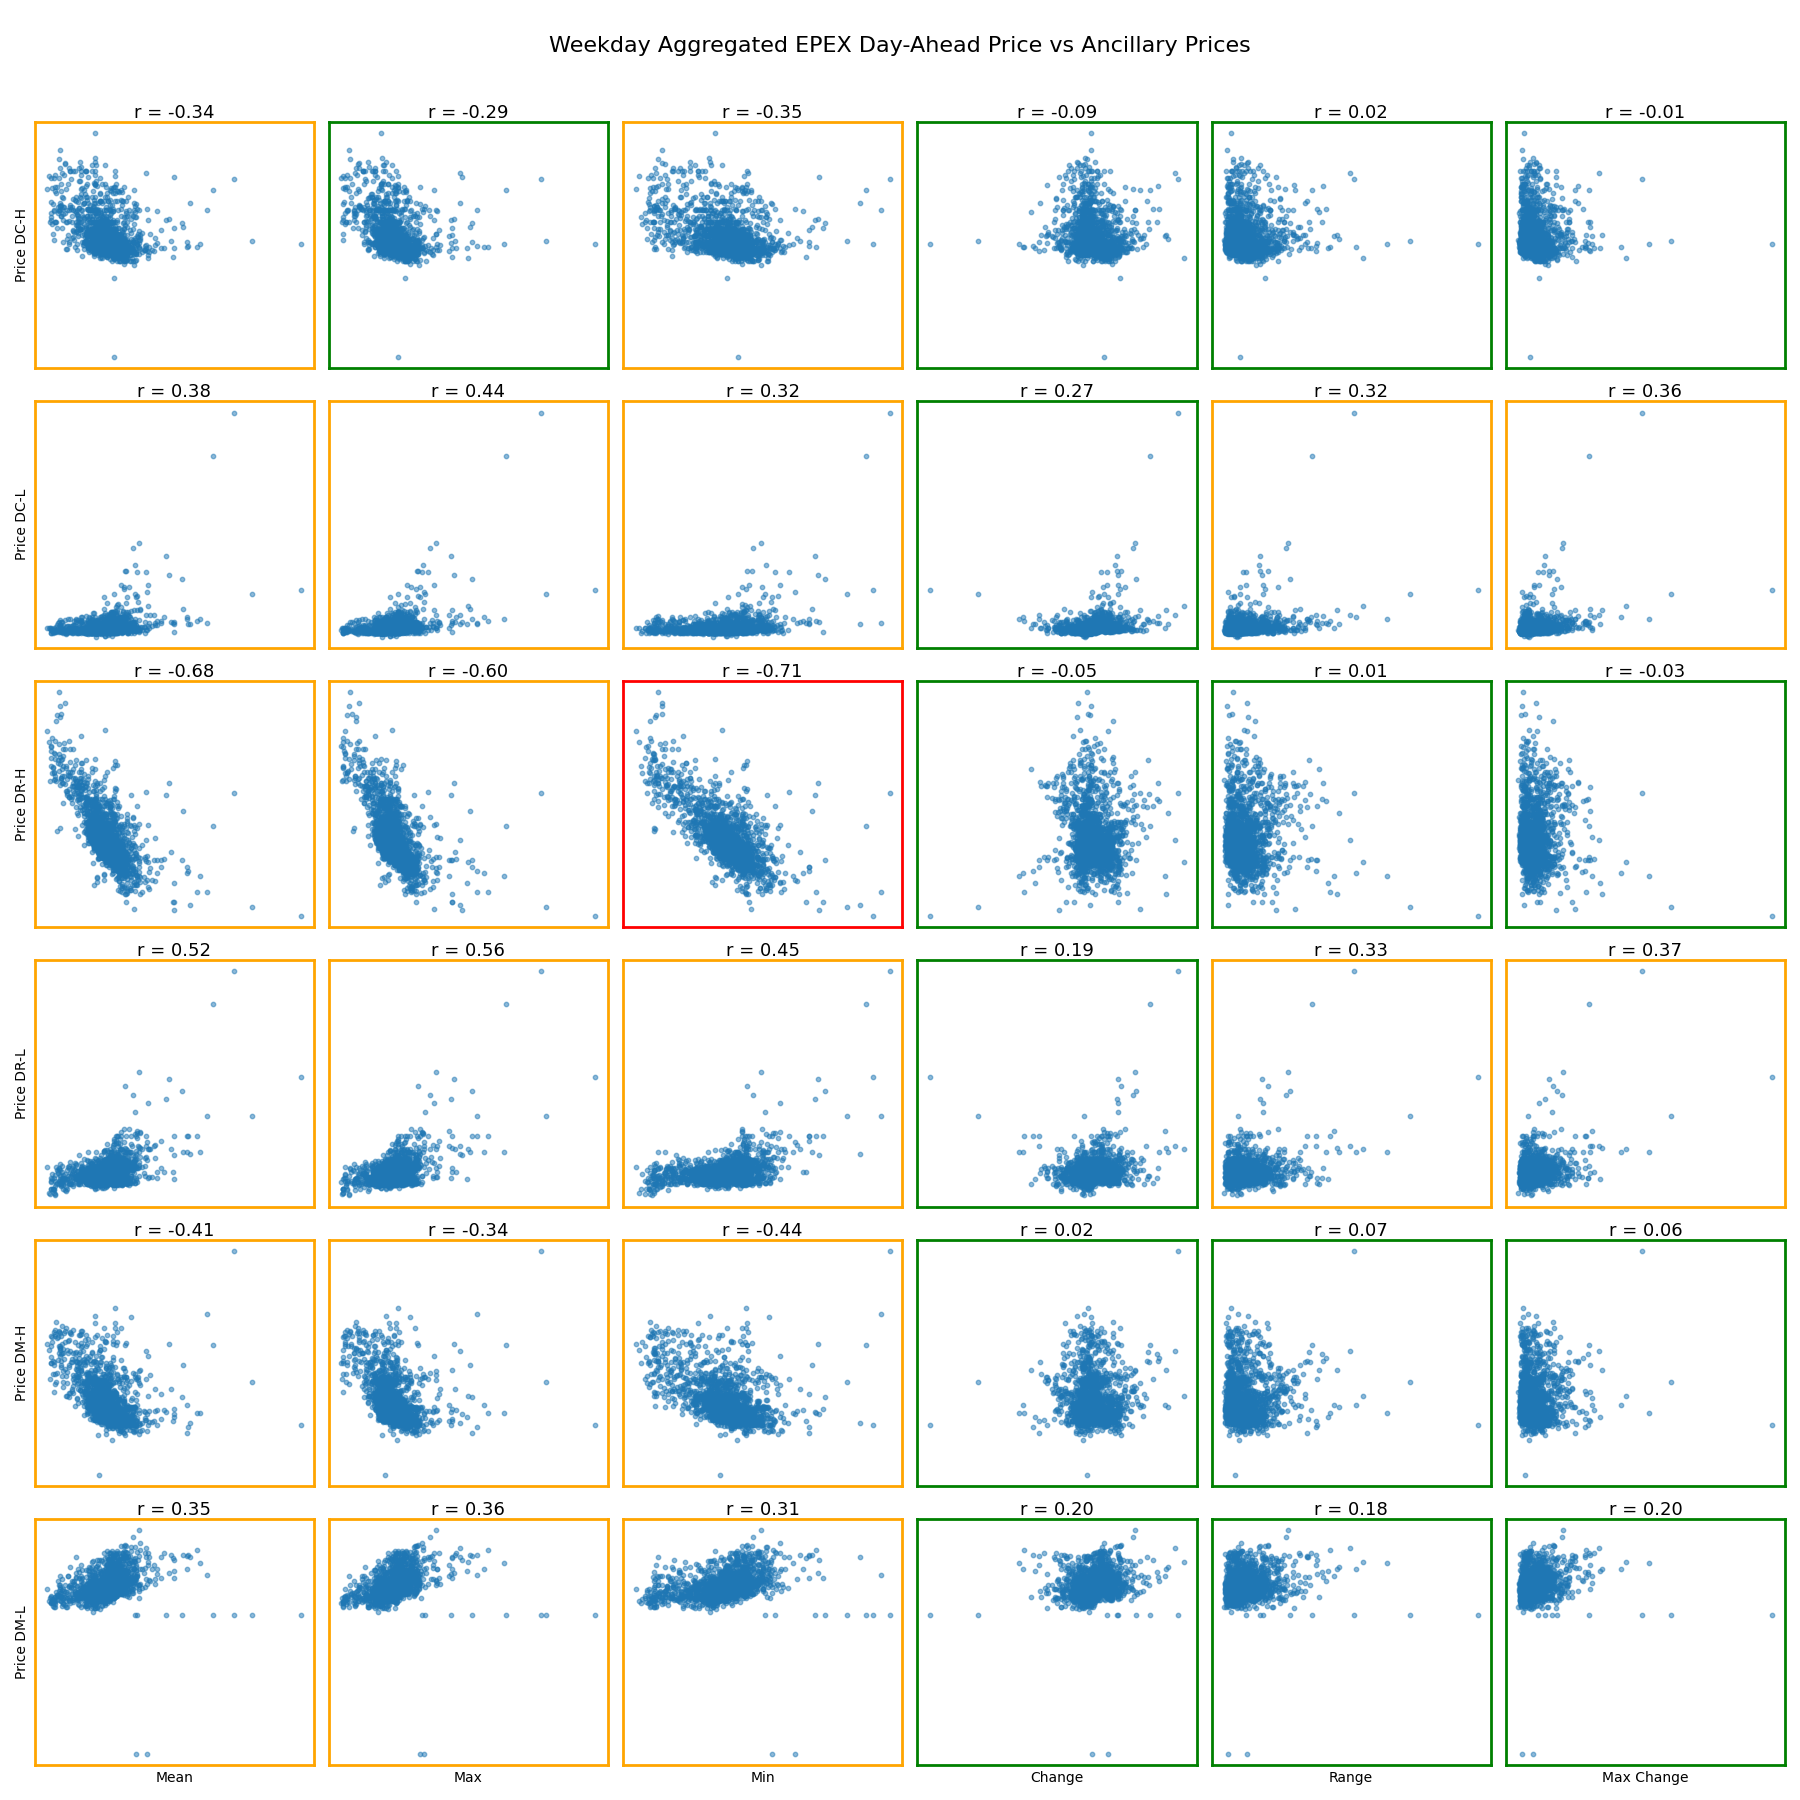 Weekday Aggregated EPEX Day-Ahead Price vs Ancillary Prices
r = -0.34
r = -0.29
r = -0.35
r = -0.09
r = 0.02
r = -0.01
Price DC-H
r = 0.38
r = 0.44
r = 0.32
r = 0.27
r = 0.32
r = 0.36
Price DC-L
r = -0.68
r = -0.60
r = -0.71
r = -0.05
r = 0.01
r = -0.03
Price DR-H
r = 0.52
r = 0.56
r = 0.45
r = 0.19
r = 0.33
r = 0.37
Price DR-L
r = -0.41
r = -0.34
r = -0.44
r = 0.02
r = 0.07
r = 0.06
Price DM-H
r = 0.35
r = 0.36
r = 0.31
r = 0.20
r = 0.18
r = 0.20
Price DM-L
Mean
Max
Min
Change
Range
Max Change